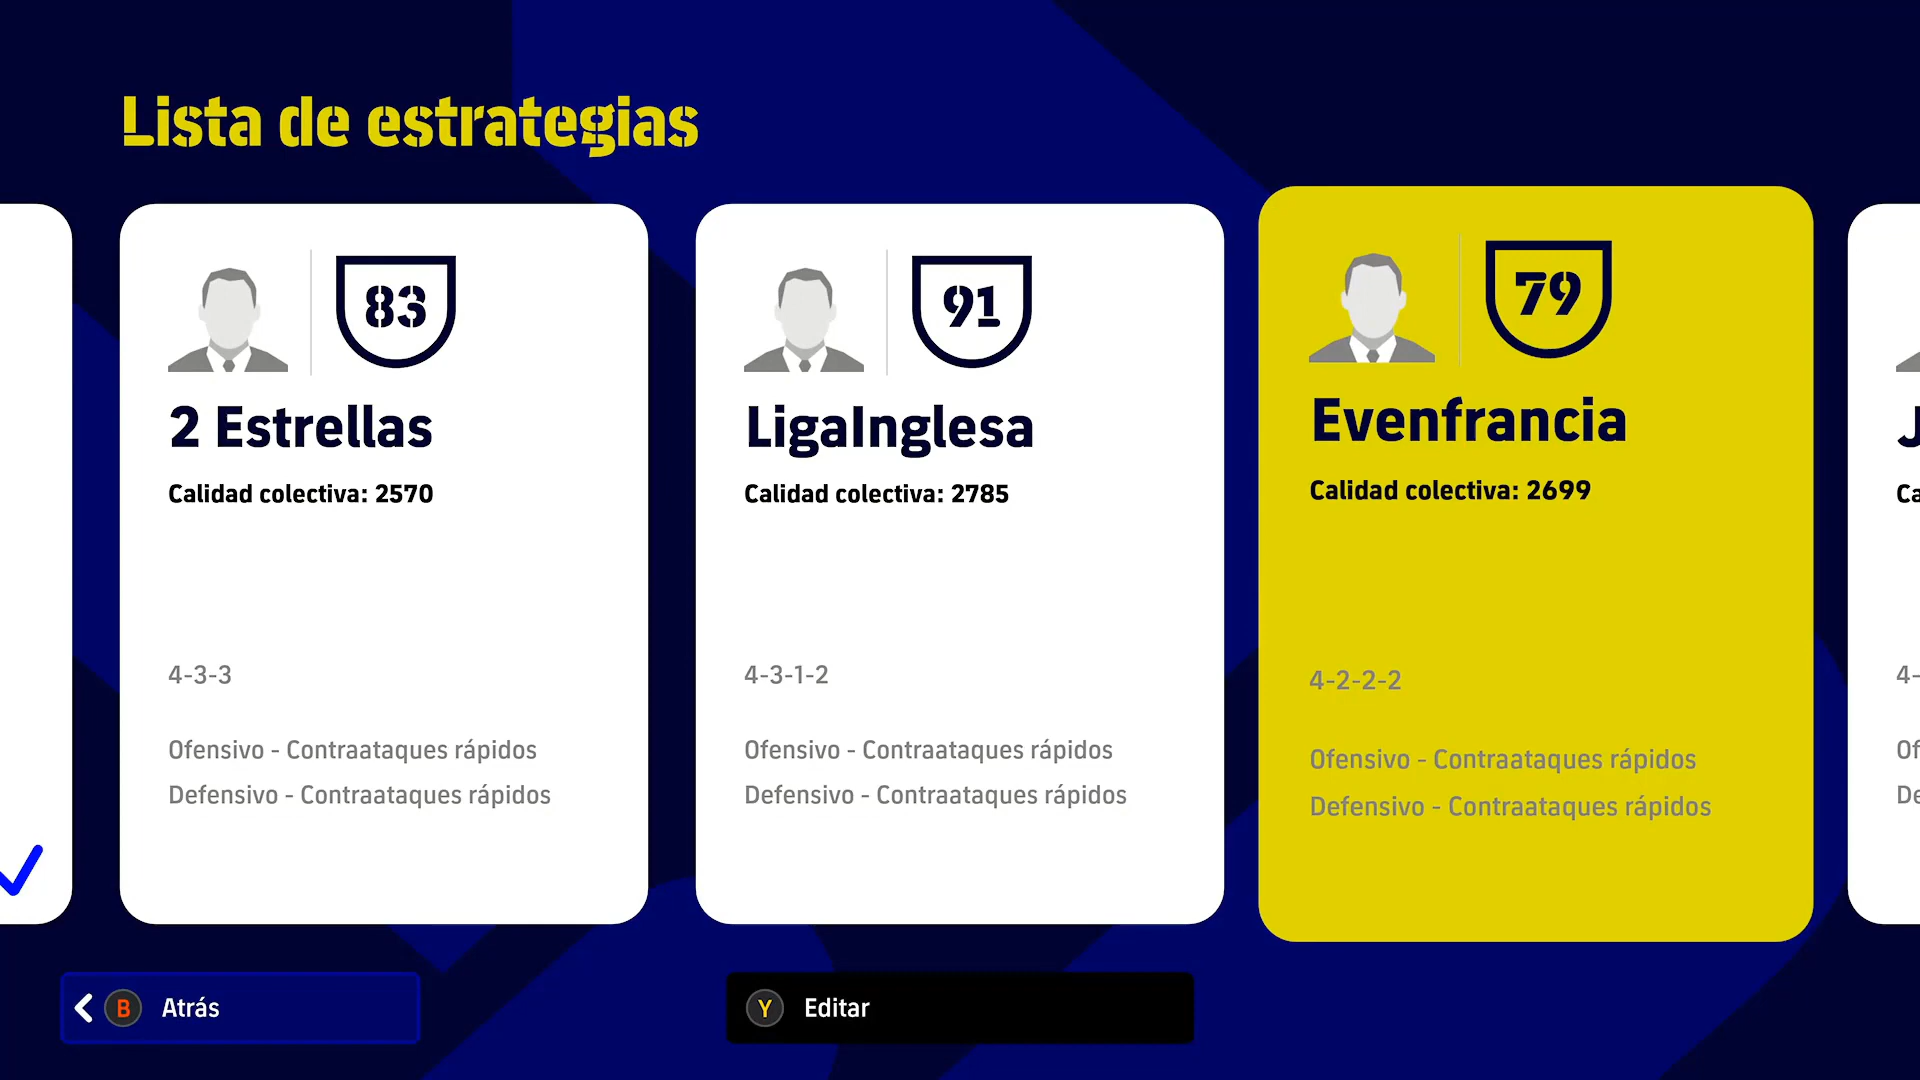 Lista de estrategias
83
2 Estrellas
Calidad colectiva: 2570
4-3-3
Ofensivo - Contraataques rápidos
Defensivo - Contraataques rápidos
91
LigaInglesa
Calidad colectiva: 2785
4-3-1-2
Ofensivo - Contraataques rápidos
Defensivo - Contraataques rápidos
79
Evenfrancia
Calidad colectiva: 2699
4-2-2-2
Ofensivo - Contraataques rápidos
Defensivo - Contraataques rápidos
B Atrás
Y Editar